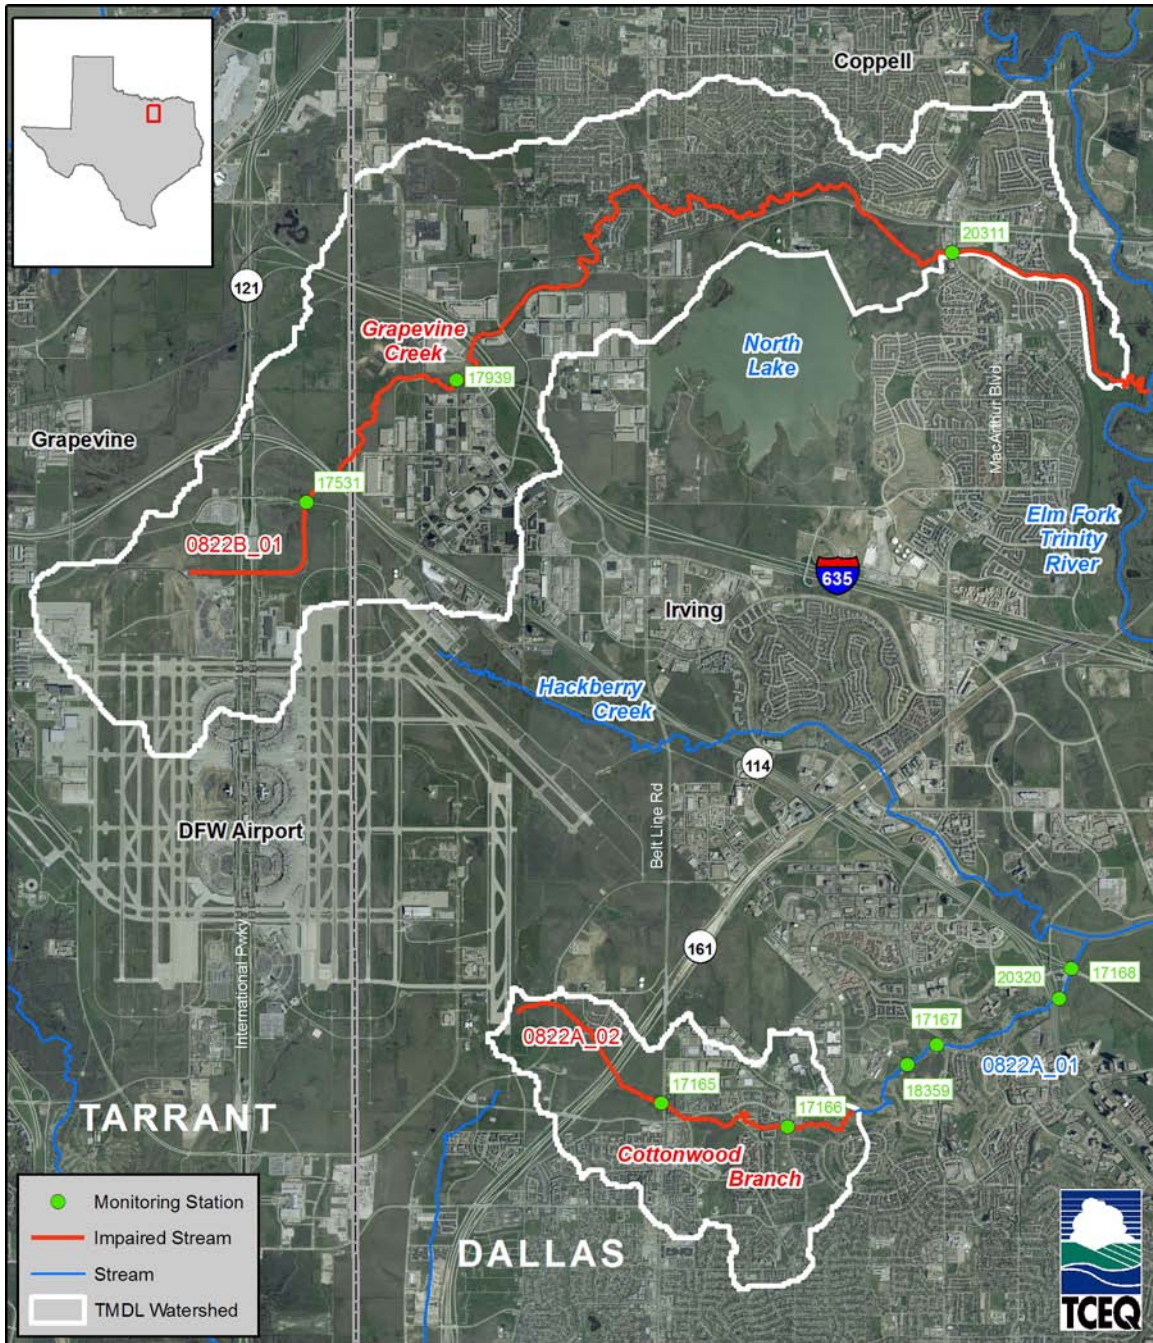 Coppell
121
20311
Grapevine
Creek
North
Lake
17939
MacArthur Blvd
Grapevine
17531
0822B_01
Elm Fork
Trinity
River
635
Irving
Hackberry
Creek
114
Belt Line Rd
DFW Airport
161
International Pwky
20320
17168
17167
0822A_02
0822A_01
18359
17165
17166
TARRANT
Cottonwood
Branch
DALLAS
Monitoring Station
Impaired Stream
Stream
TMDL Watershed
TCEQ